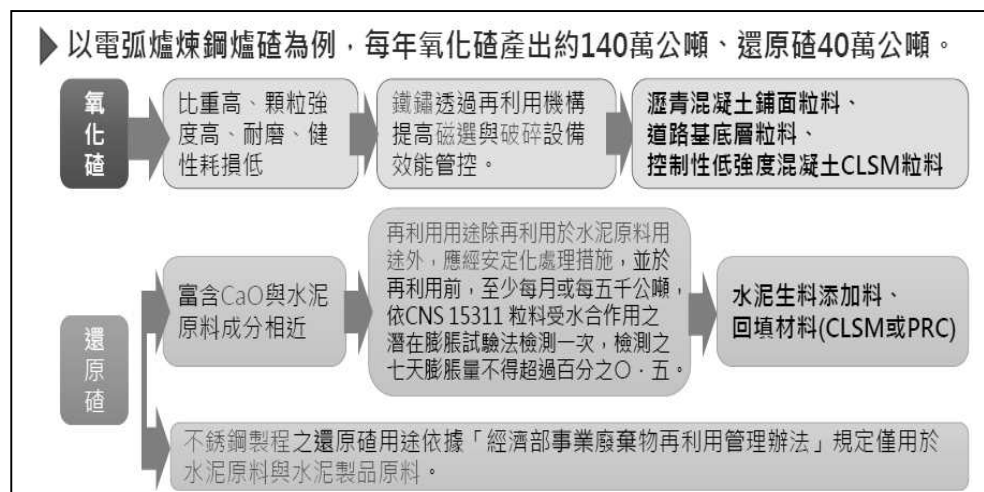 以電弧爐煉鋼爐碴為例，每年氧化碴產出約140萬公噸、還原碴40萬公噸。
氧化碴
比重高、顆粒強
度高、耐磨、健
性耗損低
鐵鏽透過再利用機構
提高磁選與破碎設備
效能管控。
瀝青混凝土鋪面粒料、
道路基底層粒料、
控制性低強度混凝土CLSM粒料
還原碴
富含CaO與水泥
原料成分相近
再利用用途除再利用於水泥原料用
途外，應經安定化處理措施，並於
再利用前，至少每月或每五千公噸，
依CNS 15311 粒料受水合作用之
潛在膨脹試驗法檢測一次，檢測之
七天膨脹量不得超過百分之〇．五。
水泥生料添加料、
回填材料(CLSM或PRC)
不銹鋼製程之還原碴用途依據「經濟部事業廢棄物再利用管理辦法」規定僅用於
水泥原料與水泥製品原料。